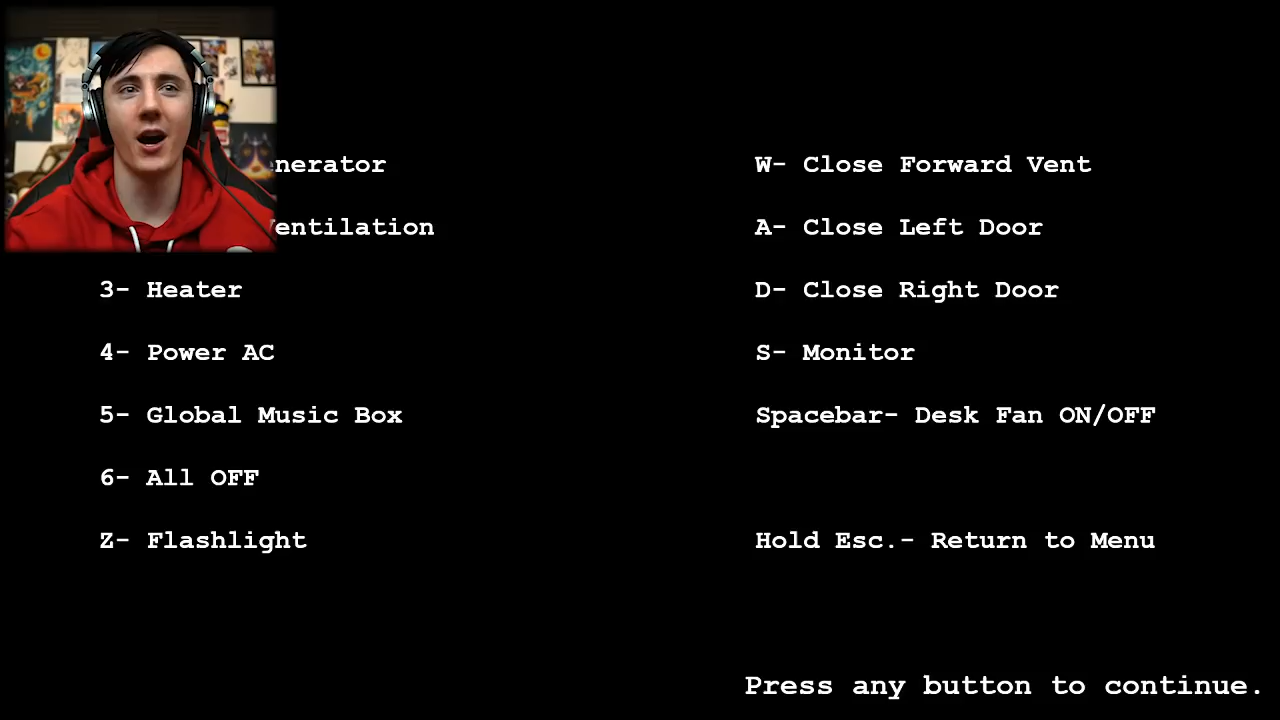 W- Close Forward Vent
A- Close Left Door
3- Heater
D- Close Right Door
4- Power AC
S- Monitor
5- Global Music Box
Spacebar- Desk Fan ON/OFF
6- All OFF
Z- Flashlight
Hold Esc.- Return to Menu
Press any button to continue.